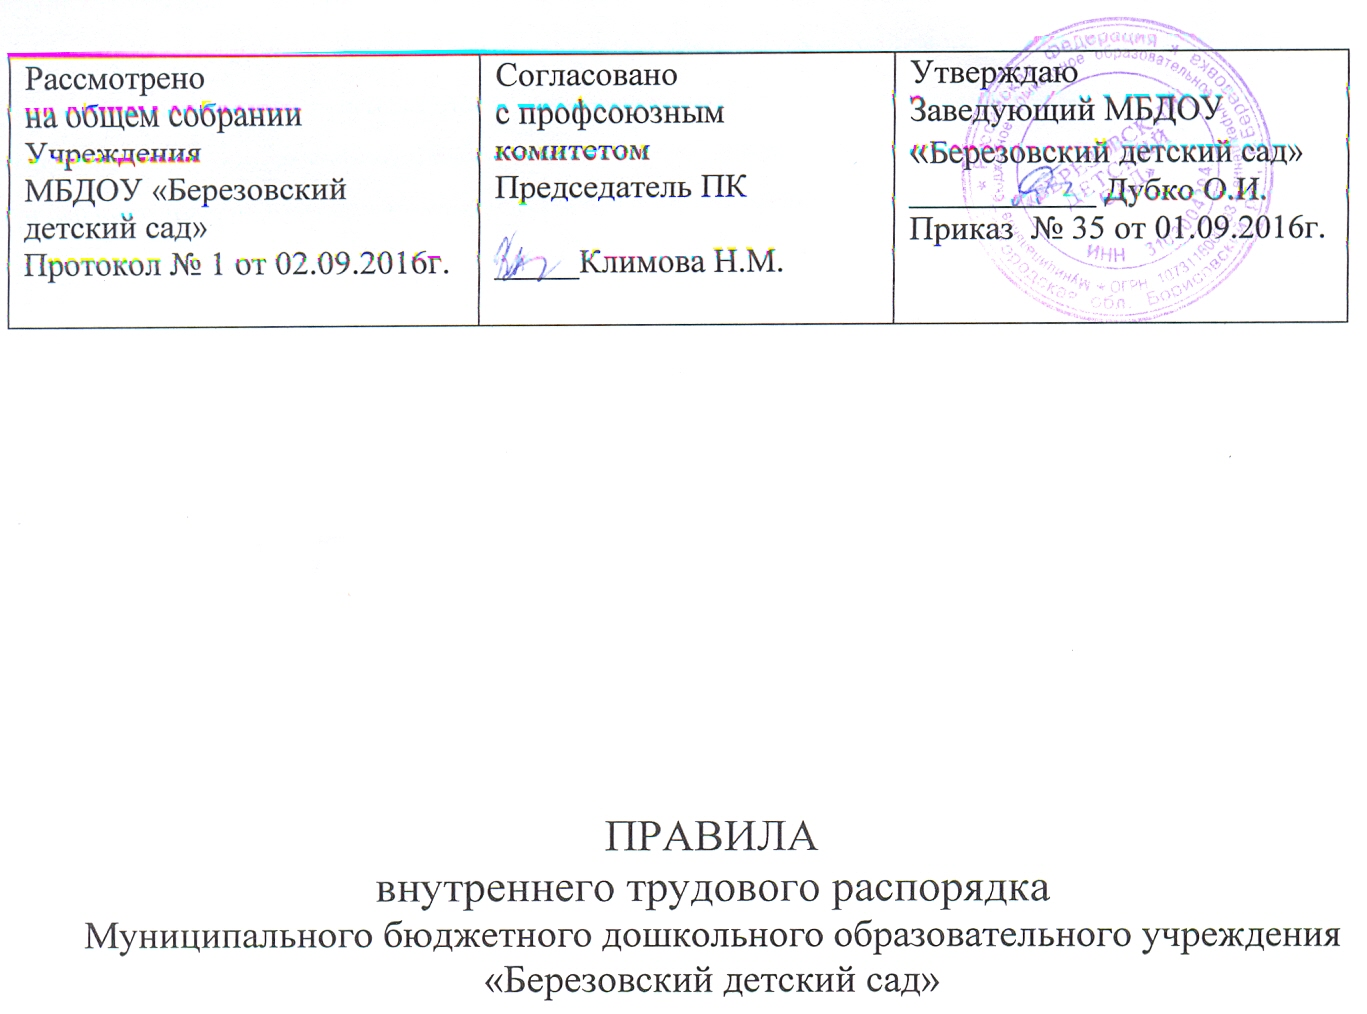 Рассмотрено
на общем собрании
Учреждения
МБДОУ «Березовский
детский сад»
Протокол № 1 от 02.09.2016г.
Согласовано
с профсоюзным
комитетом
Председатель ПК
Климова Н.М.
Утверждаю
Заведующий МБДОУ
«Березовский детский сад»
Дубко О.И.
Приказ № 35 от 01.09.2016г.
ПРАВИЛА
внутреннего трудового распорядка
Муниципального бюджетного дошкольного образовательного учреждения
«Березовский детский сад»